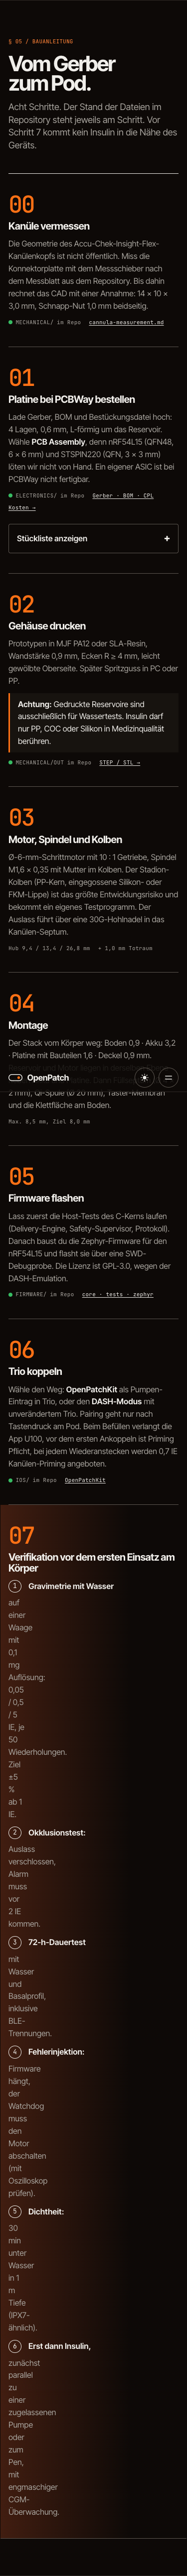 § 05 / BAUANLEITUNG
Vom Gerber
zum Pod.
Acht Schritte. Der Stand der Dateien im
Repository steht jeweils am Schritt. Vor
Schritt 7 kommt kein Insulin in die Nähe des
Geräts.
00
Kanüle vermessen
Die Geometrie des Accu-Chek-Insight-Flex-
Kanülenkopfs ist nicht öffentlich. Miss die
Konnektorplatte mit dem Messschieber nach
dem Messblatt aus dem Repository. Bis dahin
rechnet das CAD mit einer Annahme: 14 × 10 ×
3,0 mm, Schnapp-Nut 1,0 mm beidseitig.
MECHANICAL/ im Repo cannula-measurement.md
01
Platine bei PCBWay bestellen
Lade Gerber, BOM und Bestückungsdatei hoch:
4 Lagen, 0,6 mm, L-förmig um das Reservoir.
Wähle PCB Assembly, denn nRF54L15 (QFN48,
6 × 6 mm) und STSPIN220 (QFN, 3 × 3 mm)
löten wir nicht von Hand. Ein eigener ASIC ist bei
PCBWay nicht fertigbar.
ELECTRONICS/ im Repo Gerber · BOM · CPL
Kosten →
Stückliste anzeigen +
02
Gehäuse drucken
Prototypen in MJF PA12 oder SLA-Resin,
Wandstärke 0,9 mm, Ecken R ≥ 4 mm, leicht
gewölbte Oberseite. Später Spritzguss in PC oder
PP.
Achtung: Gedruckte Reservoire sind
ausschließlich für Wassertests. Insulin darf
nur PP, COC oder Silikon in Medizinqualität
berühren.
MECHANICAL/OUT im Repo STEP / STL →
03
Motor, Spindel und Kolben
Ø-6-mm-Schrittmotor mit 10 : 1 Getriebe, Spindel
M1,6 × 0,35 mit Mutter im Kolben. Der Stadion-
Kolben (PP-Kern, eingegossene Silikon- oder
FKM-Lippe) ist das größte Entwicklungsrisiko und
bekommt ein eigenes Testprogramm. Der
Auslass führt über eine 30G-Hohlnadel in das
Kanülen-Septum.
Hub 9,4 / 13,4 / 26,8 mm + 1,0 mm Totraum
04
Montage
Der Stack vom Körper weg: Boden 0,9 · Akku 3,2
· Platine mit Bauteilen 1,6 · Deckel 0,9 mm.
OpenPatch
2 mm), Qi-Spule (Ø 20 mm), Taster-Membran
und die Klettfläche am Boden.
Max. 8,5 mm, Ziel 8,0 mm
05
Firmware flashen
Lass zuerst die Host-Tests des C-Kerns laufen
(Delivery-Engine, Safety-Supervisor, Protokoll).
Danach baust du die Zephyr-Firmware für den
nRF54L15 und flashst sie über eine SWD-
Debugprobe. Die Lizenz ist GPL-3.0, wegen der
DASH-Emulation.
FIRMWARE/ im Repo core · tests · zephyr
06
Trio koppeln
Wähle den Weg: OpenPatchKit als Pumpen-
Eintrag in Trio, oder den DASH-Modus mit
unverändertem Trio. Pairing geht nur nach
Tastendruck am Pod. Beim Befüllen verlangt die
App U100, vor dem ersten Ankoppeln ist Priming
Pflicht, bei jedem Wiederanstecken werden 0,7 IE
Kanülen-Priming angeboten.
IOS/ im Repo OpenPatchKit
07
Verifikation vor dem ersten Einsatz am
Körper
1 Gravimetrie mit Wasser
auf
einer
Waage
mit
0,1
mg
Auflösung:
0,05
/ 0,5
/ 5
IE, je
50
Wiederholungen.
Ziel
±5
%
ab 1
IE.
2 Okklusionstest:
Auslass
verschlossen,
Alarm
muss
vor
2 IE
kommen.
3 72-h-Dauertest
mit
Wasser
und
Basalprofil,
inklusive
BLE-
Trennungen.
4 Fehlerinjektion:
Firmware
hängt,
der
Watchdog
muss
den
Motor
abschalten
(mit
Oszilloskop
prüfen).
5 Dichtheit:
30
min
unter
Wasser
in 1
m
Tiefe
(IPX7-
ähnlich).
6 Erst dann Insulin,
zunächst
parallel
zu
einer
zugelassenen
Pumpe
oder
zum
Pen,
mit
engmaschiger
CGM-
Überwachung.